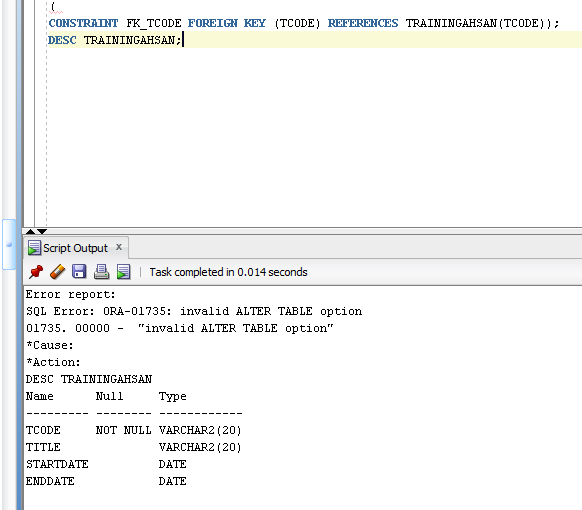 (
CONSTRAINT FK_TCODE FOREIGN KEY (TCODE) REFERENCES TRAININGAHSAN(TCODE));
DESC TRAININGAHSAN;
Script Output x
Task completed in 0.014 seconds
Error report:
SQL Error: ORA-01735: invalid ALTER TABLE option
01735. 00000 - "invalid ALTER TABLE option"
*Cause:
*Action:
DESC TRAININGAHSAN
Name Null Type
--------- -------- ------------
TCODE NOT NULL VARCHAR2(20)
TITLE VARCHAR2(20)
STARTDATE DATE
ENDDATE DATE